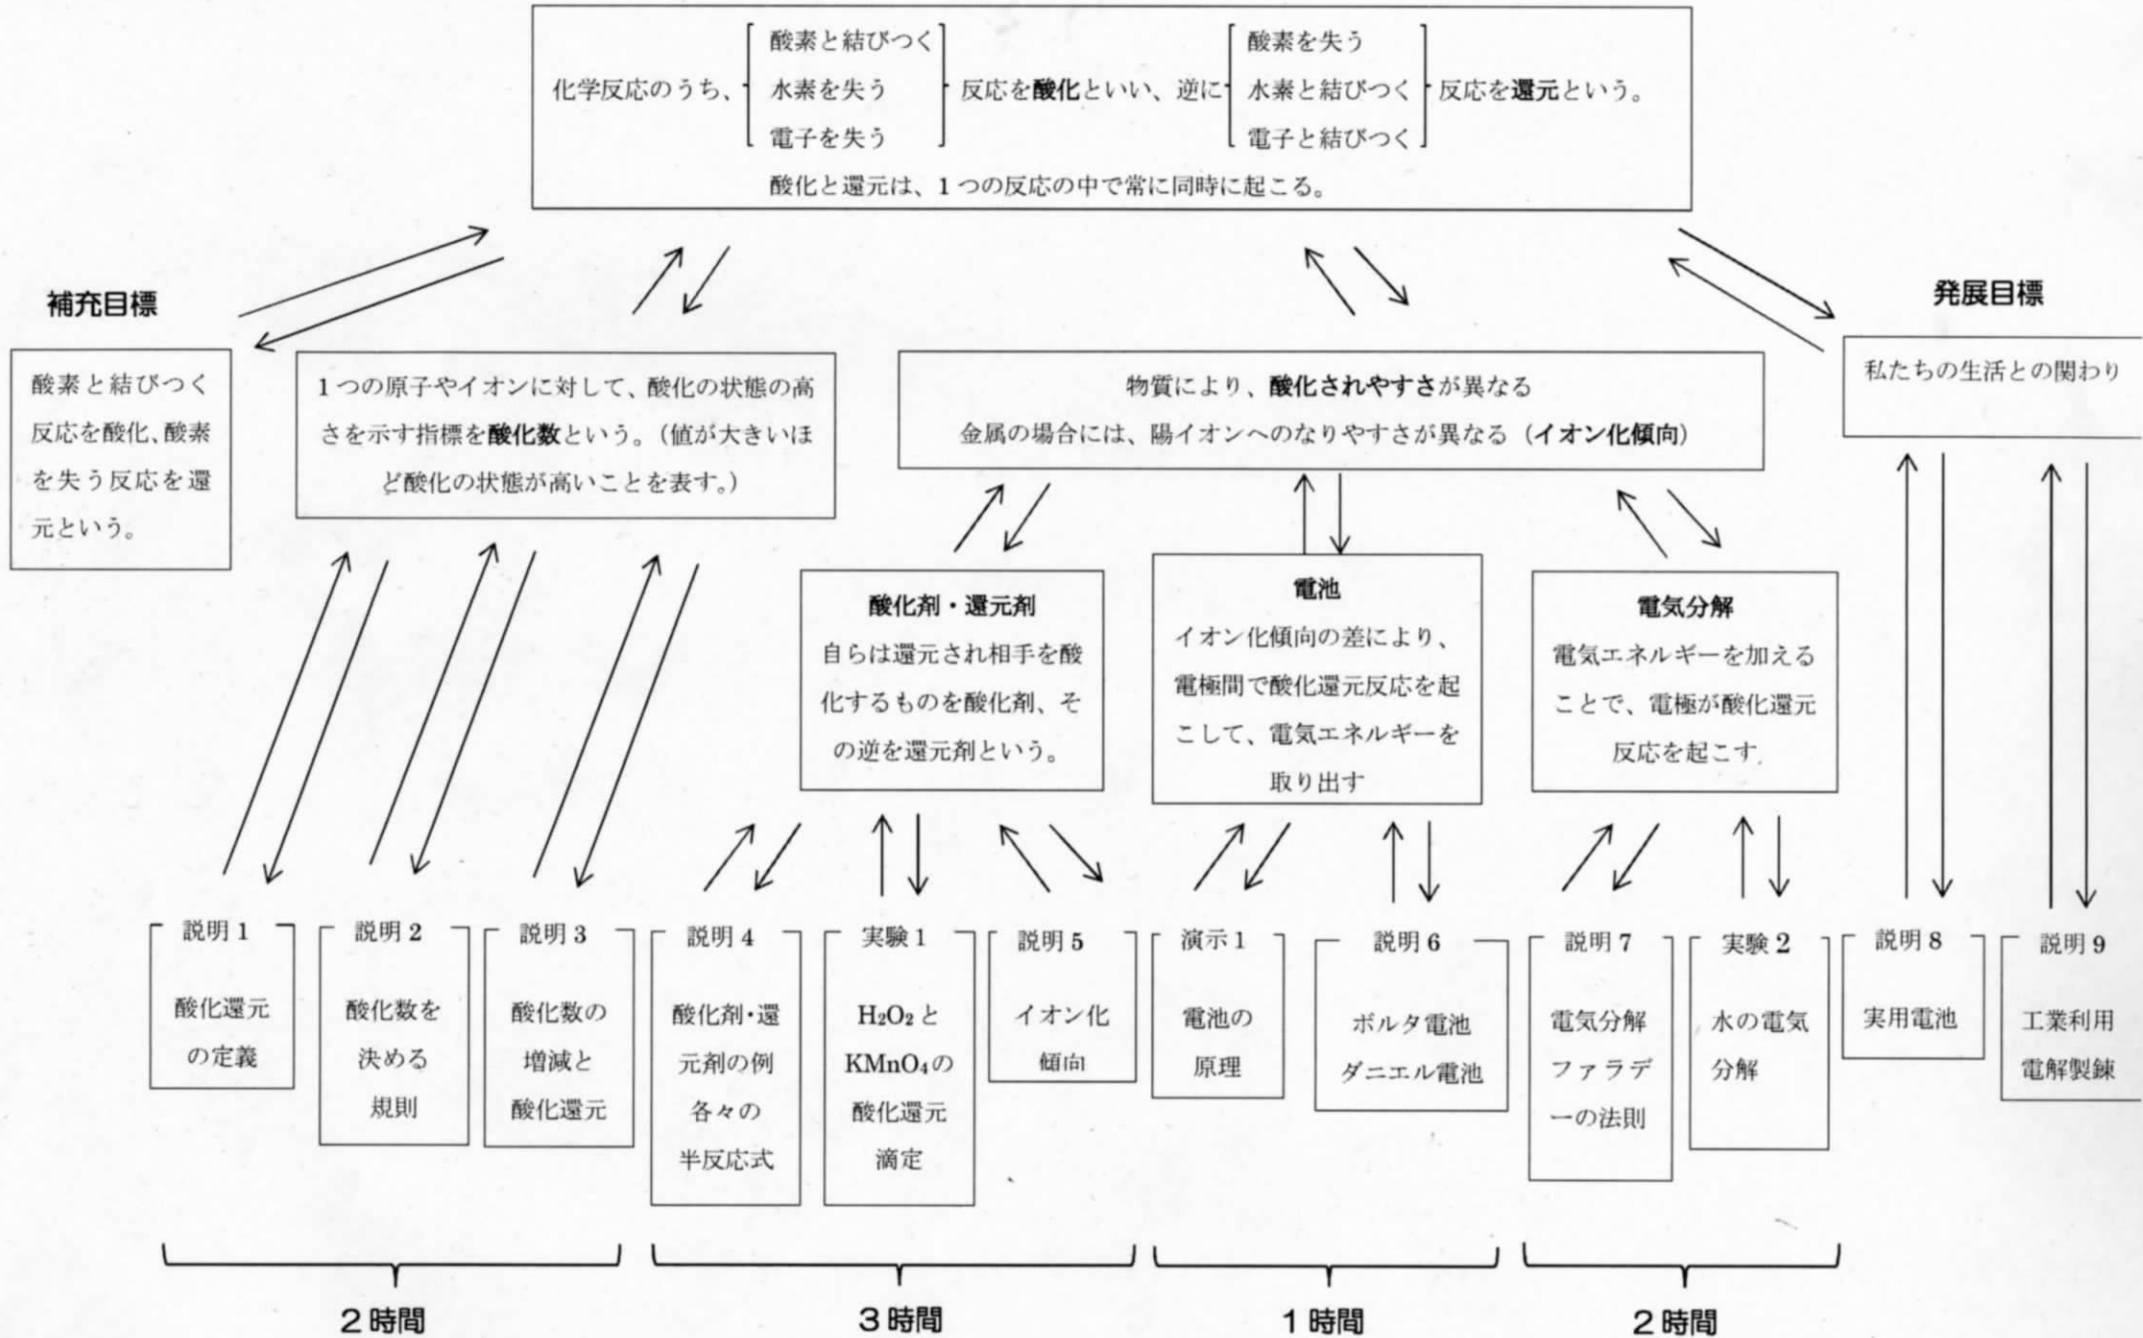 化学反応のうち、
酸素と結びつく
水素を失う
電子を失う
反応を酸化といい、逆に
酸素を失う
水素と結びつく
電子と結びつく
反応を還元という。
酸化と還元は、1つの反応の中で常に同時に起こる。
補充目標
酸素と結びつく
反応を酸化、酸素
を失う反応を還
元という。
1つの原子やイオンに対して、酸化の状態の高
さを示す指標を酸化数という。（値が大きいほ
ど酸化の状態が高いことを表す。）
物質により、酸化されやすさが異なる
金属の場合には、陽イオンへのなりやすさが異なる（イオン化傾向）
発展目標
私たちの生活との関わり
酸化剤・還元剤
自らは還元され相手を酸
化するものを酸化剤、そ
の逆を還元剤という。
電池
イオン化傾向の差により、
電極間で酸化還元反応を起
こして、電気エネルギーを
取り出す
電気分解
電気エネルギーを加える
ことで、電極が酸化還元
反応を起こす.
説明1
酸化還元
の定義
説明2
酸化数を
決める
規則
説明3
酸化数の
増減と
酸化還元
説明4
酸化剤・還
元剤の例
各々の
半反応式
実験1
H₂O₂と
KMnO₄の
酸化還元
滴定
説明5
イオン化
傾向
演示1
電池の
原理
説明6
ボルタ電池
ダニエル電池
説明7
電気分解
ファラデ
ーの法則
実験2
水の電気
分解
説明8
実用電池
説明9
工業利用
電解製錬
2時間
3時間
1時間
2時間